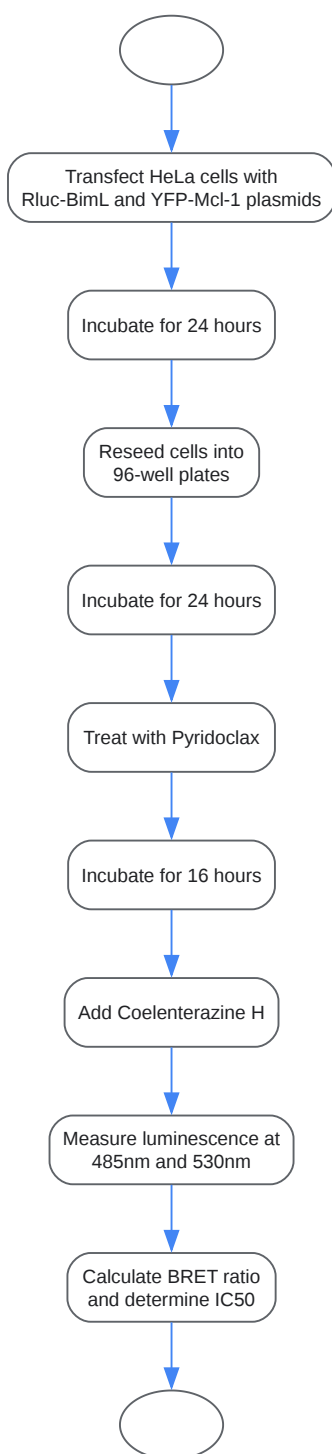 Transfect HeLa cells with
Rluc-BimL and YFP-Mcl-1 plasmids
Incubate for 24 hours
Reseed cells into
96-well plates
Incubate for 24 hours
Treat with Pyridoclax
Incubate for 16 hours
Add Coelenterazine H
Measure luminescence at
485nm and 530nm
Calculate BRET ratio
and determine IC50